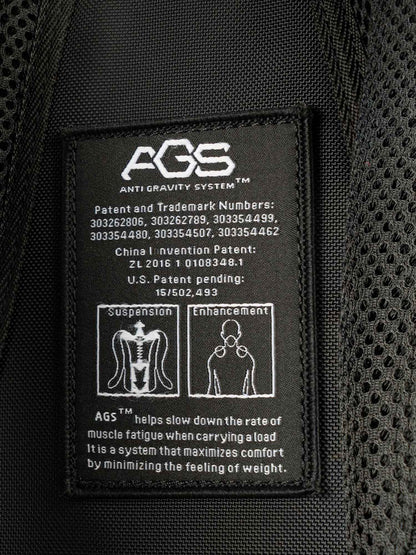 AGS
ANTI GRAVITY SYSTEM™
Patent and Trademark Numbers:
303262806, 303262789, 303354499,
303354480, 303354507, 303354462
China Invention Patent:
ZL 2016 1 0108348.1
U.S. Patent pending:
15/502,493
Suspension Enhancement
AGS™ helps slow down the rate of
muscle fatigue when carrying a load
It is a system that maximizes comfort
by minimizing the feeling of weight.